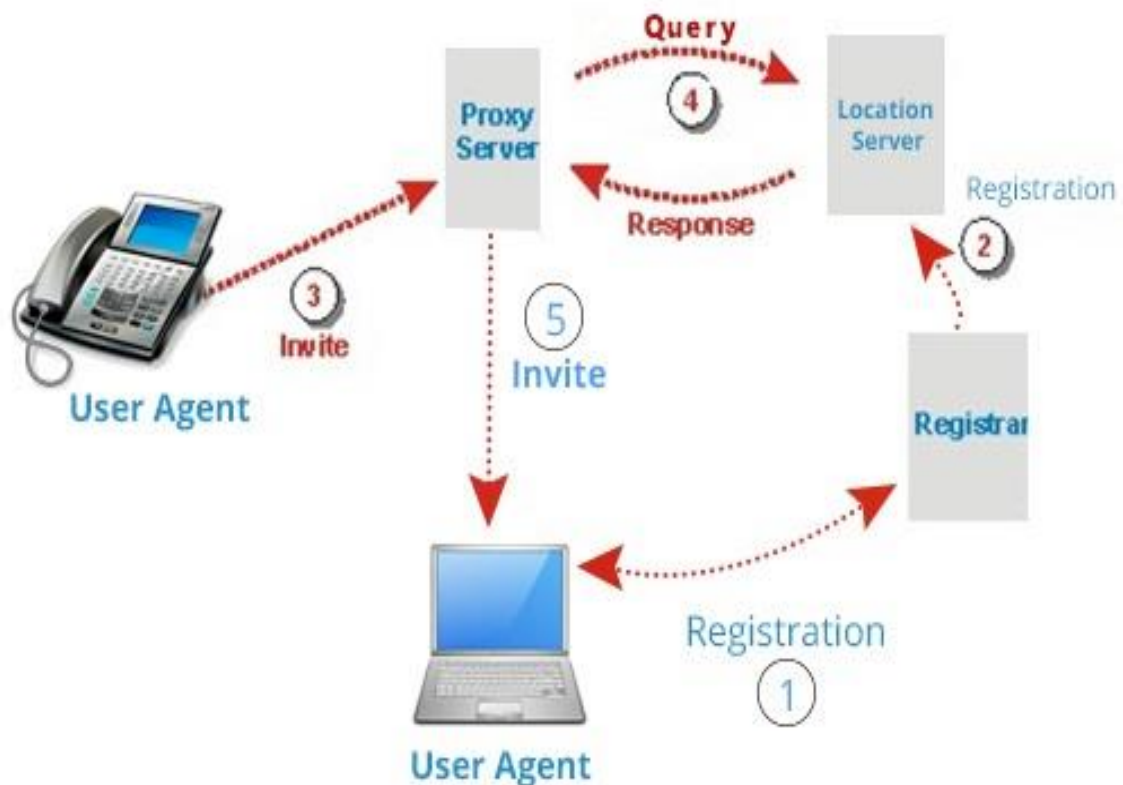 Query
4
Proxy
Server
Location
Server
Response
Registration
2
3
Invite
User Agent
5
Invite
Registrar
Registration
1
User Agent